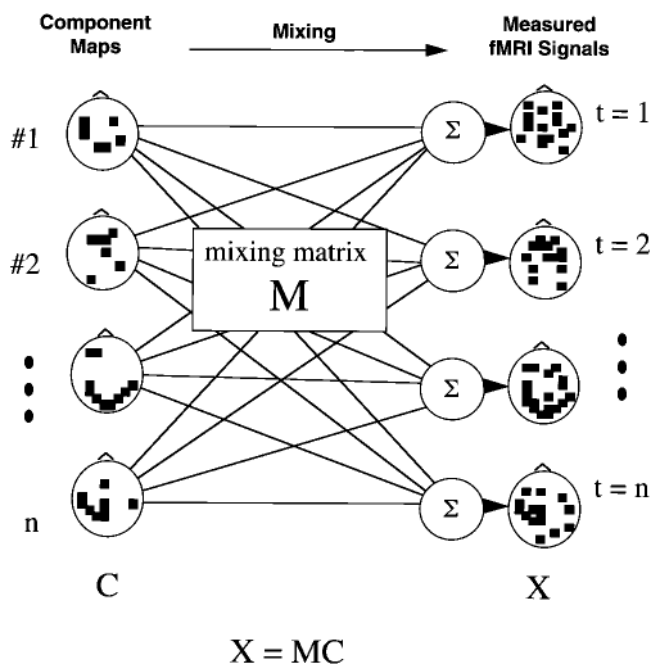 Component
Maps
Mixing
Measured
fMRI Signals
#1
Σ
t = 1
#2
mixing matrix
M
Σ
t = 2
Σ
n
Σ
t = n
C
X
X = MC